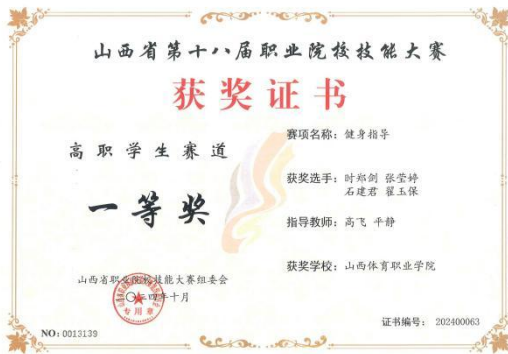 山西省第十八届职业院校技能大赛
获奖证书
高职学生赛道
一等奖
赛项名称：健身指导
获奖选手：时郑剑 张莹婷
石建君 翟玉保
指导教师：高飞 平静
获奖学校：山西体育职业学院
山西省职业院校技能大赛组委会
二〇二四年十月
专用章
NO：0013139
证书编号：202400063